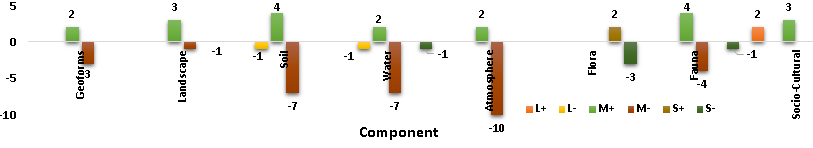 5
0
-5
-10
2
-3
Geoforms
3
-1
Landscape
-1
4
-7
Soil
-1
2
-7
-1
Water
2
-10
Atmosphere
2
-3
Flora
4
-4
-1
Fauna
2
3
Socio-Cultural
L+ L- M+ M- S+ S-
Component